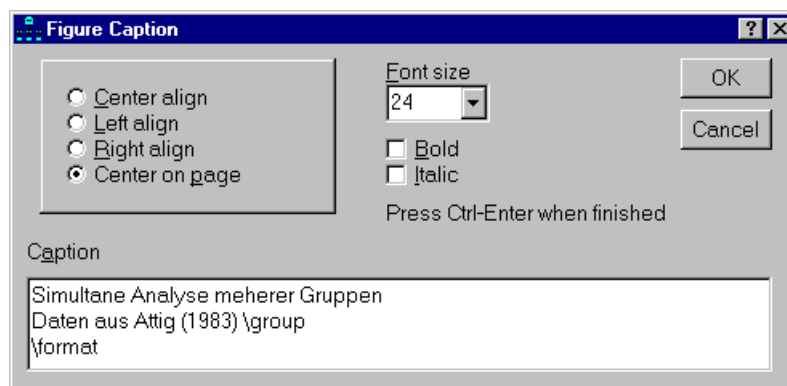 Figure Caption
Center align
Left align
Right align
Center on page
Font size
24
Bold
Italic
Press Ctrl-Enter when finished
OK
Cancel
Caption
Simultane Analyse meherer Gruppen
Daten aus Attig (1983) \group
\format